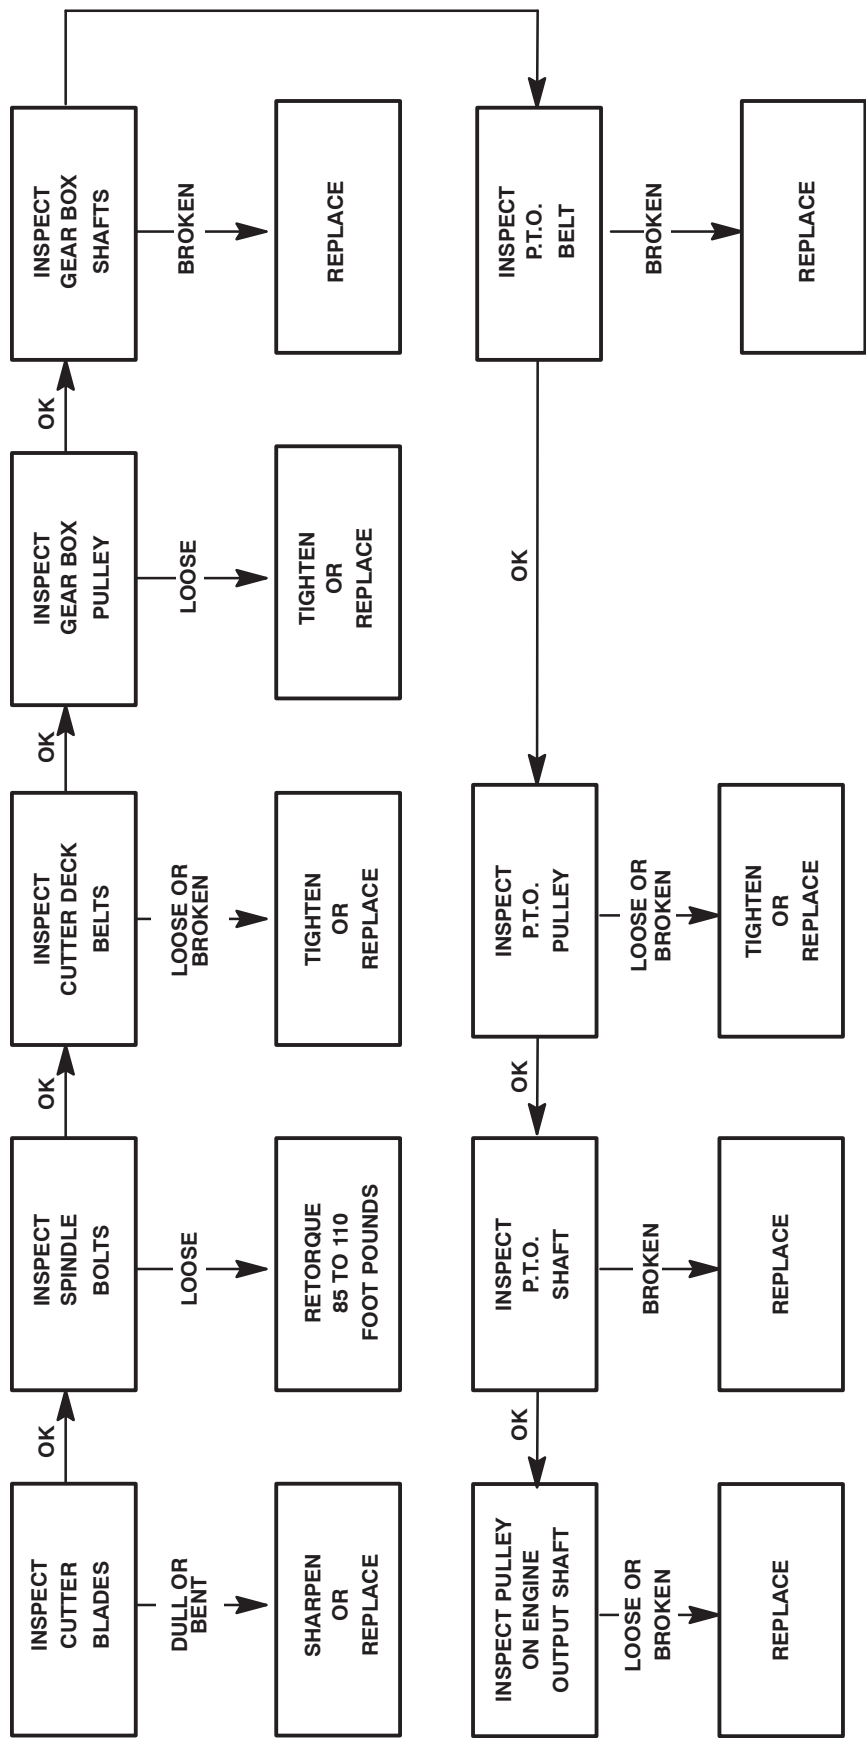 INSPECT
CUTTER
BLADES
OK
DULL OR
BENT
SHARPEN
OR
REPLACE
INSPECT
SPINDLE
BOLTS
OK
LOOSE
RETORQUE
85 TO 110
FOOT POUNDS
INSPECT
CUTTER DECK
BELTS
OK
LOOSE OR
BROKEN
TIGHTEN
OR
REPLACE
INSPECT
GEAR BOX
PULLEY
OK
LOOSE
TIGHTEN
OR
REPLACE
INSPECT
GEAR BOX
SHAFTS
BROKEN
REPLACE
INSPECT
P.T.O.
BELT
OK
BROKEN
REPLACE
INSPECT
P.T.O.
PULLEY
OK
LOOSE OR
BROKEN
TIGHTEN
OR
REPLACE
INSPECT
P.T.O.
SHAFT
OK
BROKEN
REPLACE
INSPECT PULLEY
ON ENGINE
OUTPUT SHAFT
LOOSE OR
BROKEN
REPLACE